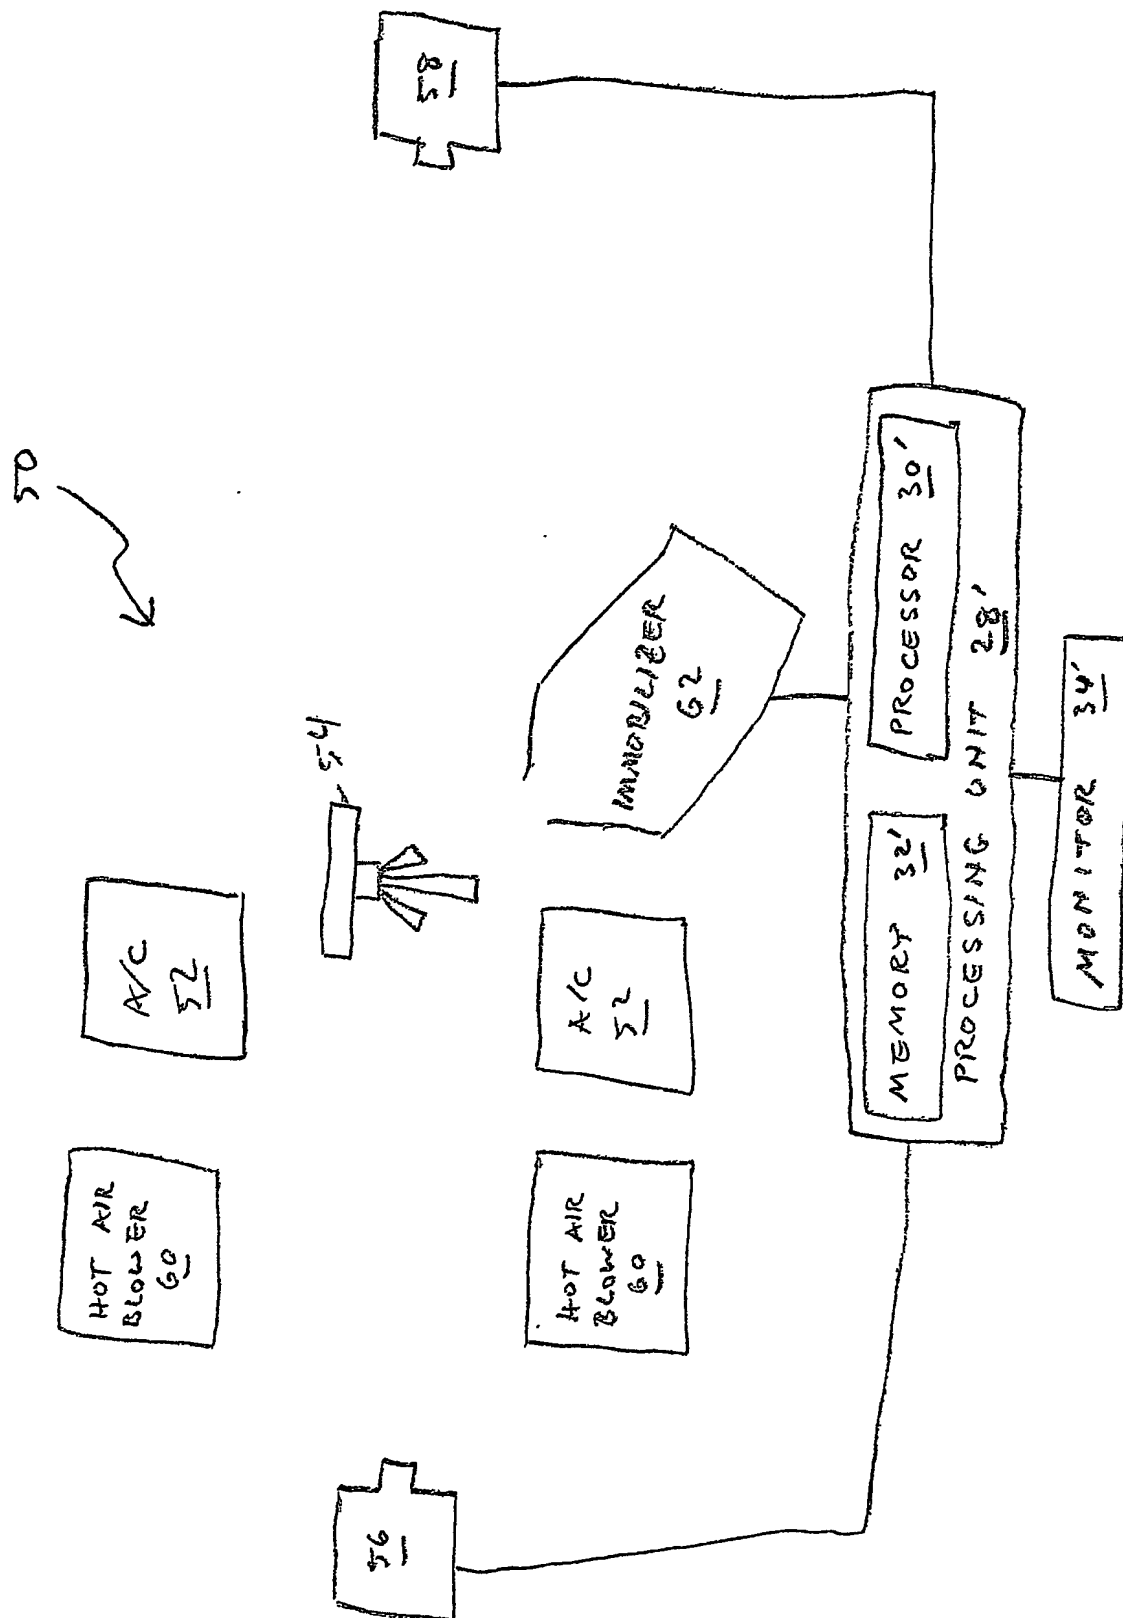 50
HOT AIR
BLOWER
60
A/C
52
54
56
58
HOT AIR
BLOWER
60
A/C
52
IMMOBILIZER
62
MEMORY 32'
PROCESSOR 30'
PROCESSING UNIT 28'
MONITOR 34'